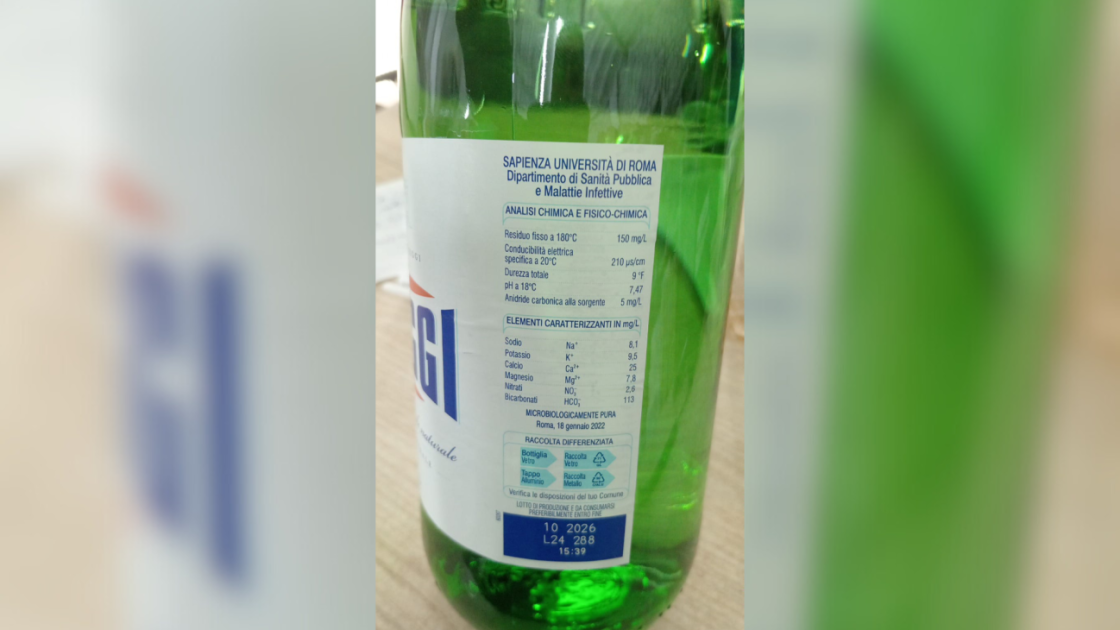 SAPIENZA UNIVERSITÀ DI ROMA
Dipartimento di Sanità Pubblica
e Malattie Infettive
ANALISI CHIMICA E FISICO-CHIMICA
Residuo fisso a 180°C 150 mg/L
Conducibilità elettrica
specifica a 20°C 210 µs/cm
Durezza totale 9 °F
pH a 18°C 7,47
Anidride carbonica alla sorgente 5 mg/L
ELEMENTI CARATTERIZZANTI IN mg/L
Sodio Na⁺ 8,1
Potassio K⁺ 9,5
Calcio Ca²⁺ 25
Magnesio Mg²⁺ 7,8
Nitrati NO₃⁻ 2,6
Bicarbonati HCO₃⁻ 113
GGI
naturale
MICROBIOLOGICAMENTE PURA
Roma, 18 gennaio 2022
RACCOLTA DIFFERENZIATA
Bottiglia Raccolta
Vetro Vetro
Tappo Raccolta
Alluminio Metallo
Verifica le disposizioni del tuo Comune
LOTTO DI PRODUZIONE E DA CONSUMARSI
PREFERIBILMENTE ENTRO FINE
10 2026
L24 288
15:39